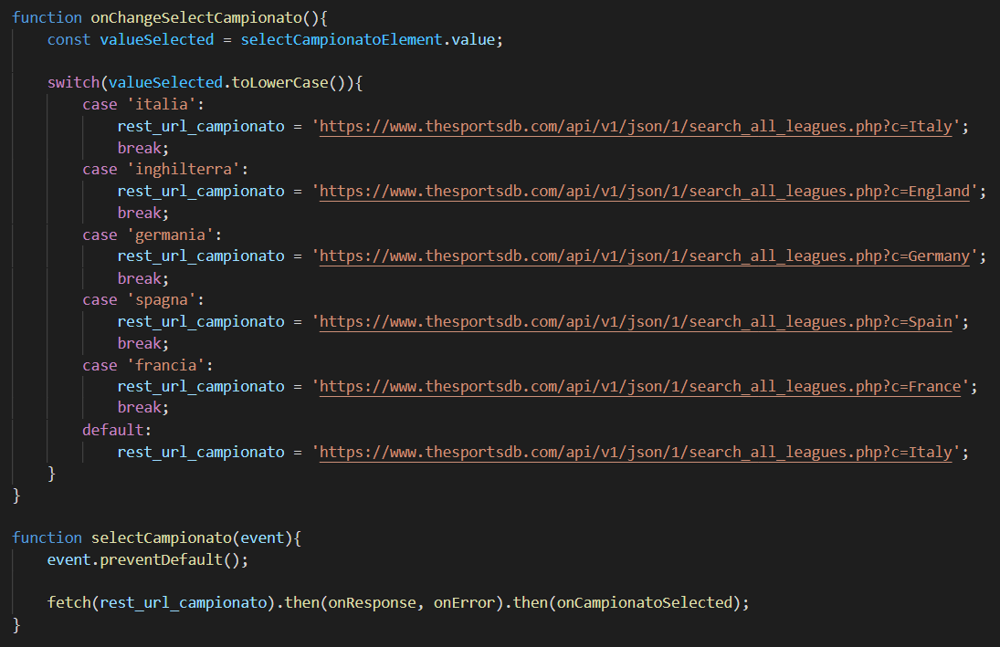 function onChangeSelectCampionato(){
    const valueSelected = selectCampionatoElement.value;

    switch(valueSelected.toLowerCase()){
        case 'italia':
            rest_url_campionato = 'https://www.thesportsdb.com/api/v1/json/1/search_all_leagues.php?c=Italy';
            break;
        case 'inghilterra':
            rest_url_campionato = 'https://www.thesportsdb.com/api/v1/json/1/search_all_leagues.php?c=England';
            break;
        case 'germania':
            rest_url_campionato = 'https://www.thesportsdb.com/api/v1/json/1/search_all_leagues.php?c=Germany';
            break;
        case 'spagna':
            rest_url_campionato = 'https://www.thesportsdb.com/api/v1/json/1/search_all_leagues.php?c=Spain';
            break;
        case 'francia':
            rest_url_campionato = 'https://www.thesportsdb.com/api/v1/json/1/search_all_leagues.php?c=France';
            break;
        default:
            rest_url_campionato = 'https://www.thesportsdb.com/api/v1/json/1/search_all_leagues.php?c=Italy';
    }
}

function selectCampionato(event){
    event.preventDefault();

    fetch(rest_url_campionato).then(onResponse, onError).then(onCampionatoSelected);
}